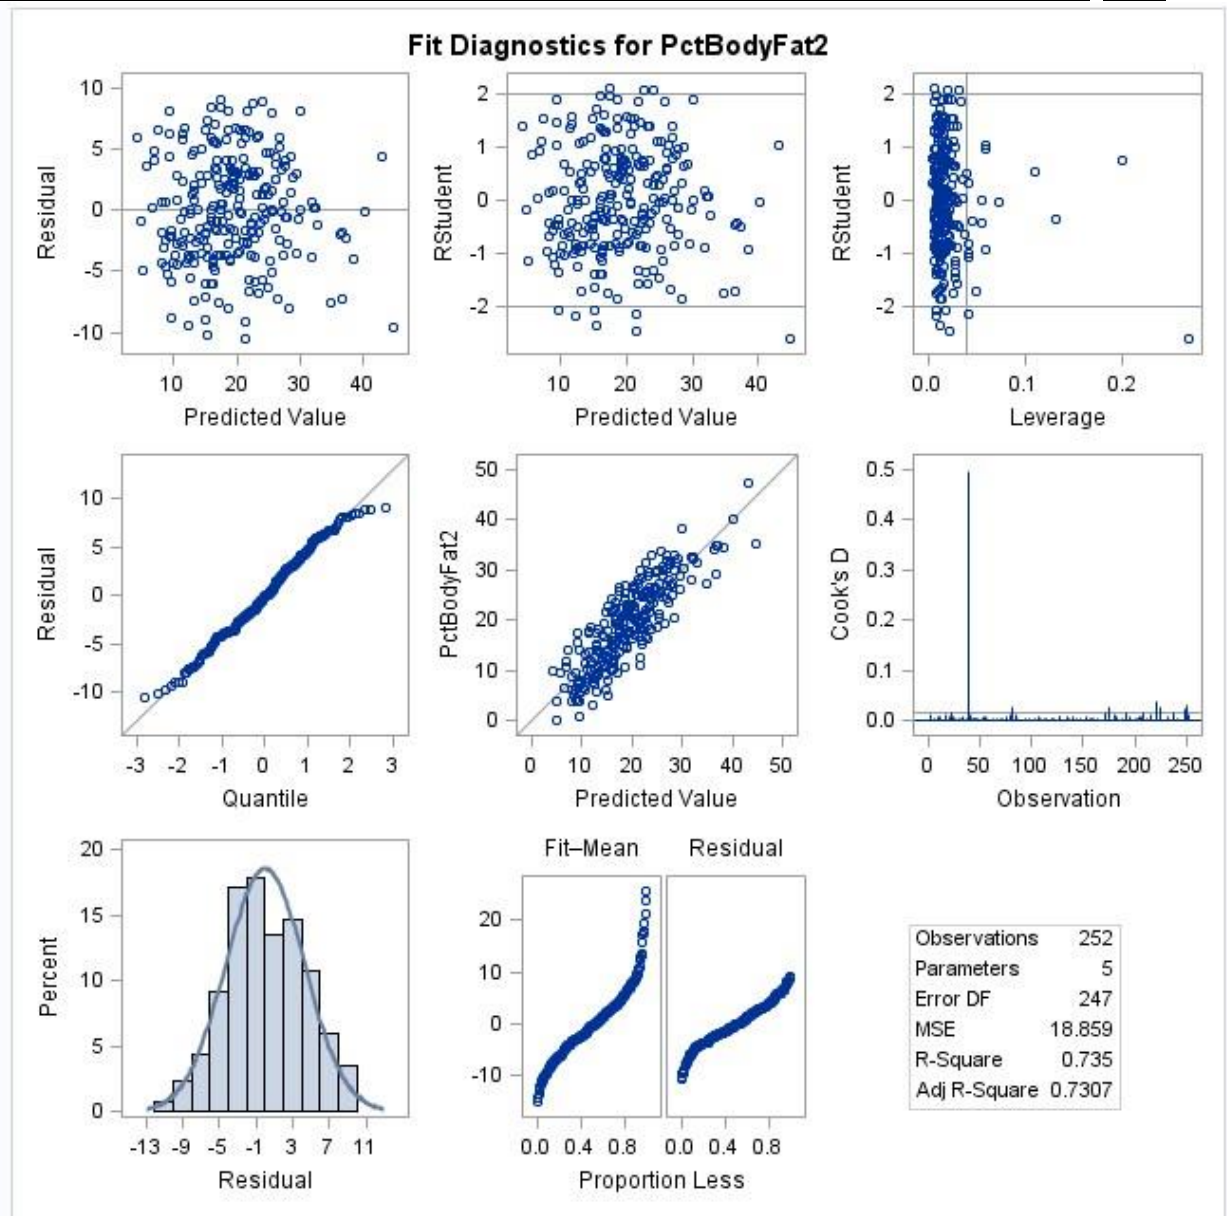 Fit Diagnostics for PctBodyFat2
10
5
0
-5
-10
Residual
10 20 30 40
Predicted Value
2
1
0
-1
-2
RStudent
10 20 30 40
Predicted Value
2
1
0
-1
-2
RStudent
0.0 0.1 0.2
Leverage
10
5
0
-5
-10
Residual
-3 -2 -1 0 1 2 3
Quantile
50
40
30
20
10
0
PctBodyFat2
0 10 20 30 40 50
Predicted Value
0.5
0.4
0.3
0.2
0.1
0.0
Cook's D
0 50 100 150 200 250
Observation
20
15
10
5
0
Percent
-13 -9 -5 -1 3 7 11
Residual
Fit–Mean Residual
20
10
0
-10
0.0 0.4 0.8 0.0 0.4 0.8
Proportion Less
Observations 252
Parameters 5
Error DF 247
MSE 18.859
R-Square 0.735
Adj R-Square 0.7307